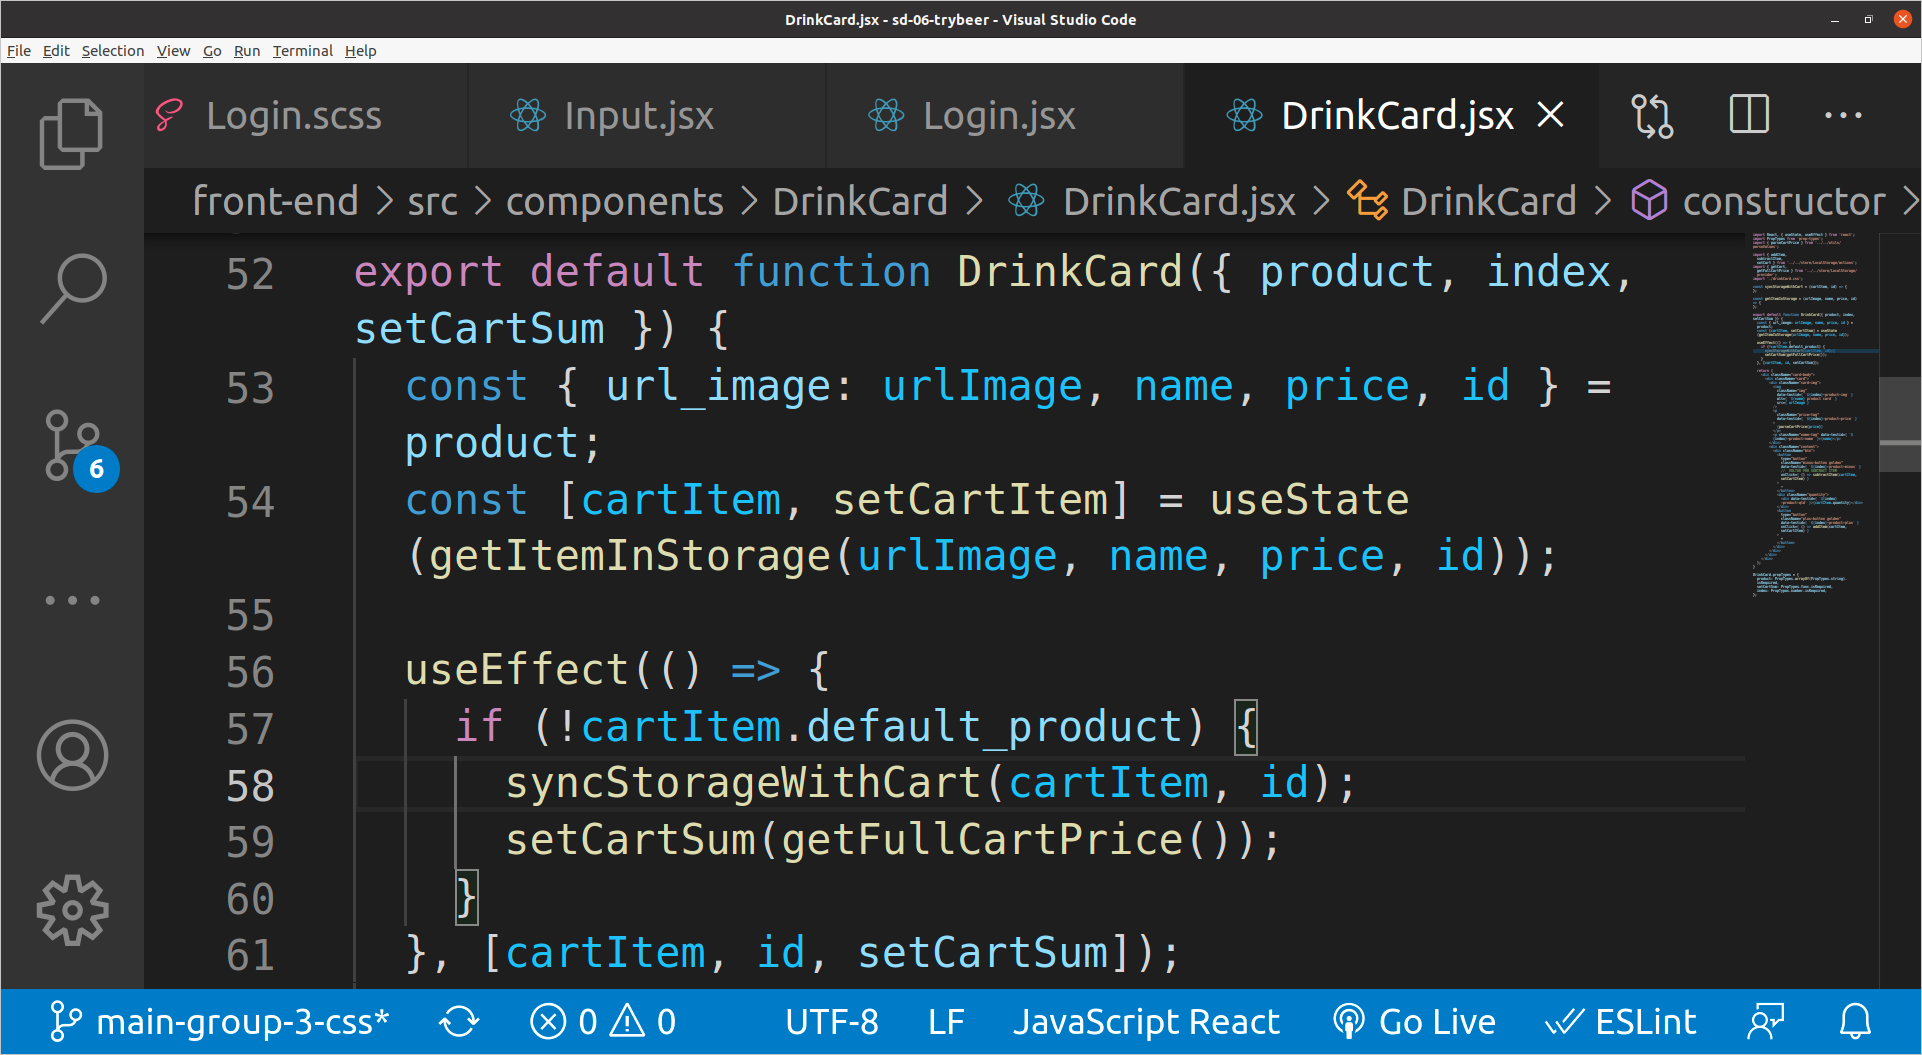 DrinkCard.jsx - sd-06-trybeer - Visual Studio Code
File Edit Selection View Go Run Terminal Help
Login.scss Input.jsx Login.jsx DrinkCard.jsx
front-end > src > components > DrinkCard > DrinkCard.jsx > DrinkCard > constructor >
52 export default function DrinkCard({ product, index,
setCartSum }) {
53 const { url_image: urlImage, name, price, id } =
product;
54 const [cartItem, setCartItem] = useState
(getItemInStorage(urlImage, name, price, id));
55
56 useEffect(() => {
57 if (!cartItem.default_product) {
58 syncStorageWithCart(cartItem, id);
59 setCartSum(getFullCartPrice());
60 }
61 }, [cartItem, id, setCartSum]);
6
main-group-3-css* 0 0 UTF-8 LF JavaScript React Go Live ESLint